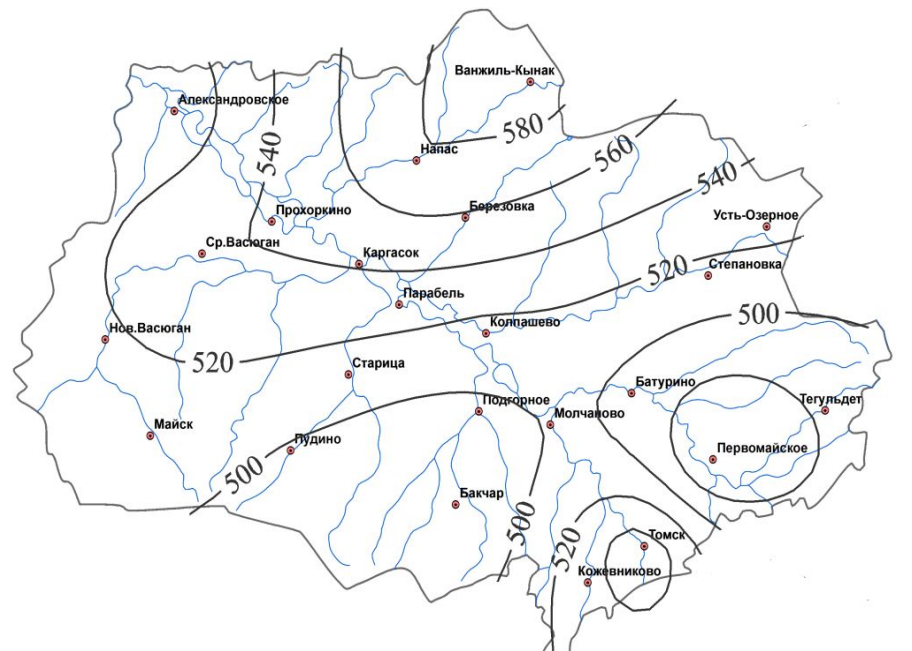 Ванжиль-Кынак
Александровское
580
540
Напас
560
540
Прохоркино
Березовка
Усть-Озерное
Ср.Васюган
Каргасок
520
Степановка
Парабель
500
Нов.Васюган
Колпашево
520
Старица
Батурино
Подгорное
Тегульдет
Майск
Молчаново
Пудино
Первомайское
500
Бакчар
500
520
Томск
Кожевниково